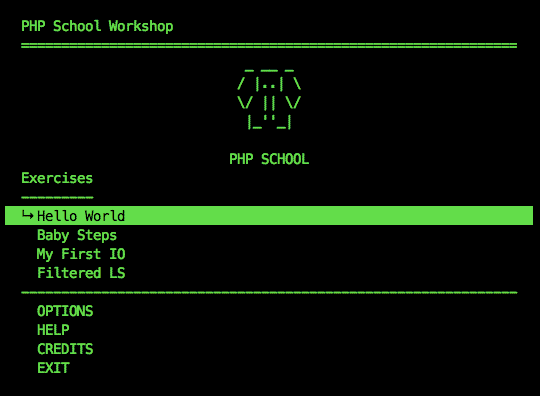 PHP School Workshop
==============================================================
 _ __ _
/ |..| \
\/ || \/
 |_''_|
PHP SCHOOL
Exercises
---------
↳ Hello World
Baby Steps
My First IO
Filtered LS
--------------------------------------------------------------
OPTIONS
HELP
CREDITS
EXIT